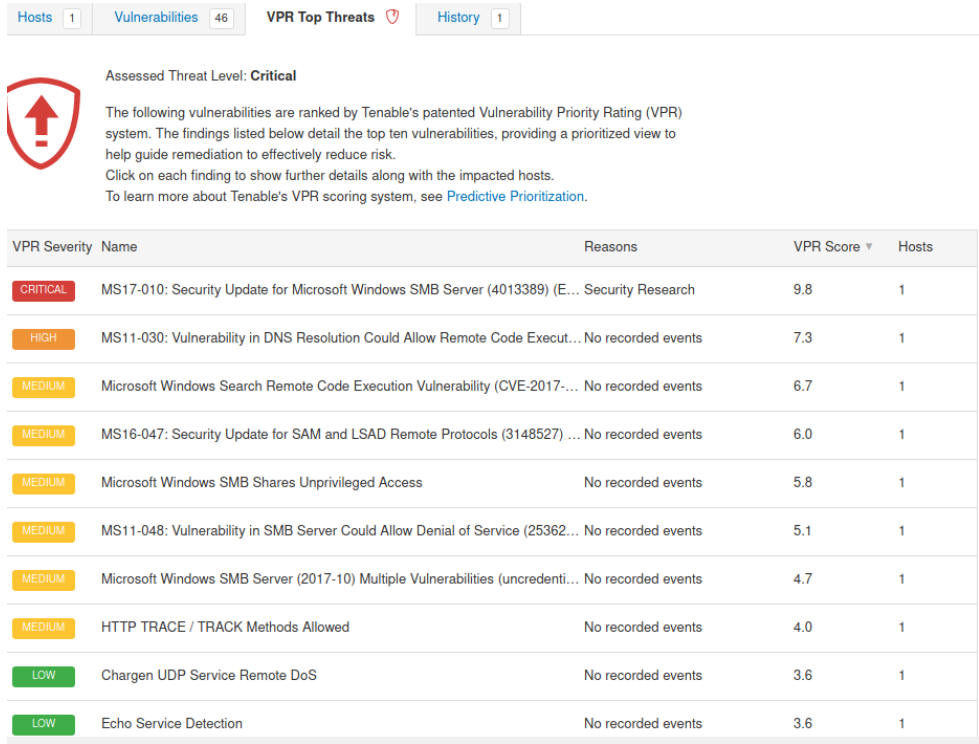 Hosts 1 Vulnerabilities 46 VPR Top Threats History 1
Assessed Threat Level: Critical
The following vulnerabilities are ranked by Tenable's patented Vulnerability Priority Rating (VPR)
system. The findings listed below detail the top ten vulnerabilities, providing a prioritized view to
help guide remediation to effectively reduce risk.
Click on each finding to show further details along with the impacted hosts.
To learn more about Tenable's VPR scoring system, see Predictive Prioritization.
VPR Severity Name Reasons VPR Score ▼ Hosts
CRITICAL MS17-010: Security Update for Microsoft Windows SMB Server (4013389) (E... Security Research 9.8 1
HIGH MS11-030: Vulnerability in DNS Resolution Could Allow Remote Code Execut... No recorded events 7.3 1
MEDIUM Microsoft Windows Search Remote Code Execution Vulnerability (CVE-2017-... No recorded events 6.7 1
MEDIUM MS16-047: Security Update for SAM and LSAD Remote Protocols (3148527) ... No recorded events 6.0 1
MEDIUM Microsoft Windows SMB Shares Unprivileged Access No recorded events 5.8 1
MEDIUM MS11-048: Vulnerability in SMB Server Could Allow Denial of Service (25362... No recorded events 5.1 1
MEDIUM Microsoft Windows SMB Server (2017-10) Multiple Vulnerabilities (uncredenti... No recorded events 4.7 1
MEDIUM HTTP TRACE / TRACK Methods Allowed No recorded events 4.0 1
LOW Chargen UDP Service Remote DoS No recorded events 3.6 1
LOW Echo Service Detection No recorded events 3.6 1